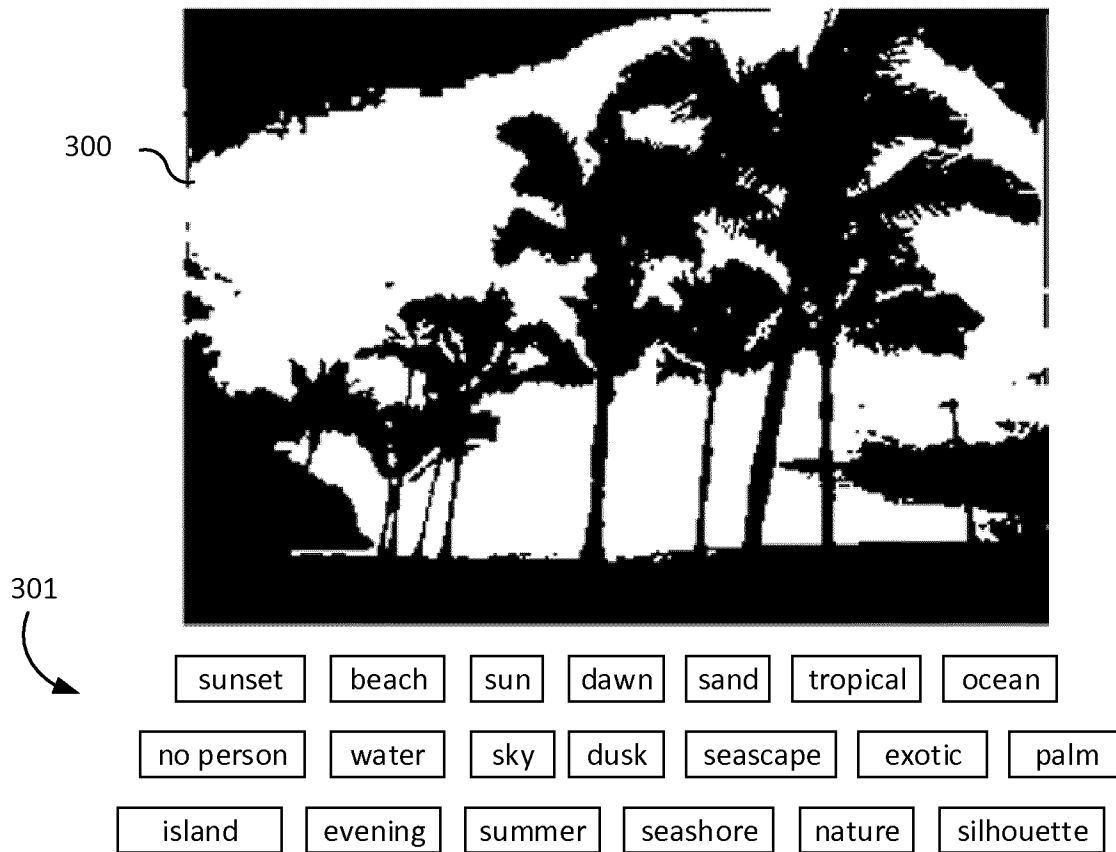 300
301
sunset beach sun dawn sand tropical ocean
no person water sky dusk seascape exotic palm
island evening summer seashore nature silhouette